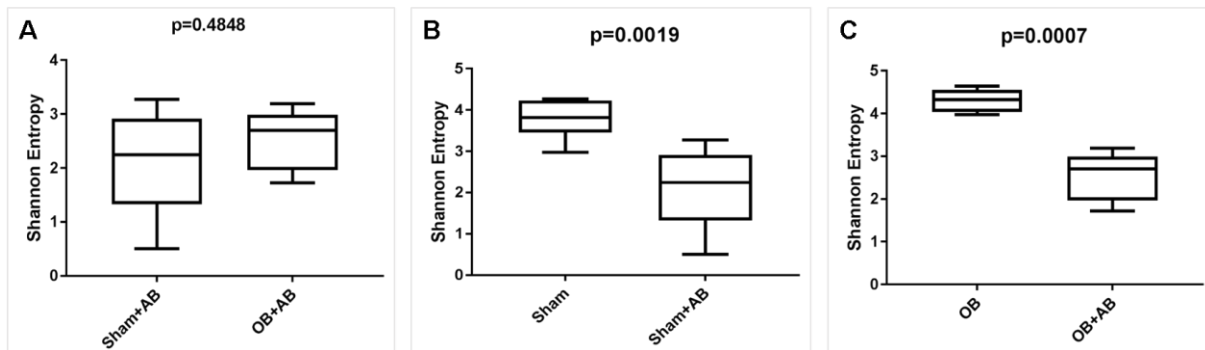 A
p=0.4848
Shannon Entropy
4
3
2
1
0
Sham+AB
OB+AB
B
p=0.0019
Shannon Entropy
5
4
3
2
1
0
Sham
Sham+AB
C
p=0.0007
Shannon Entropy
5
4
3
2
1
0
OB
OB+AB